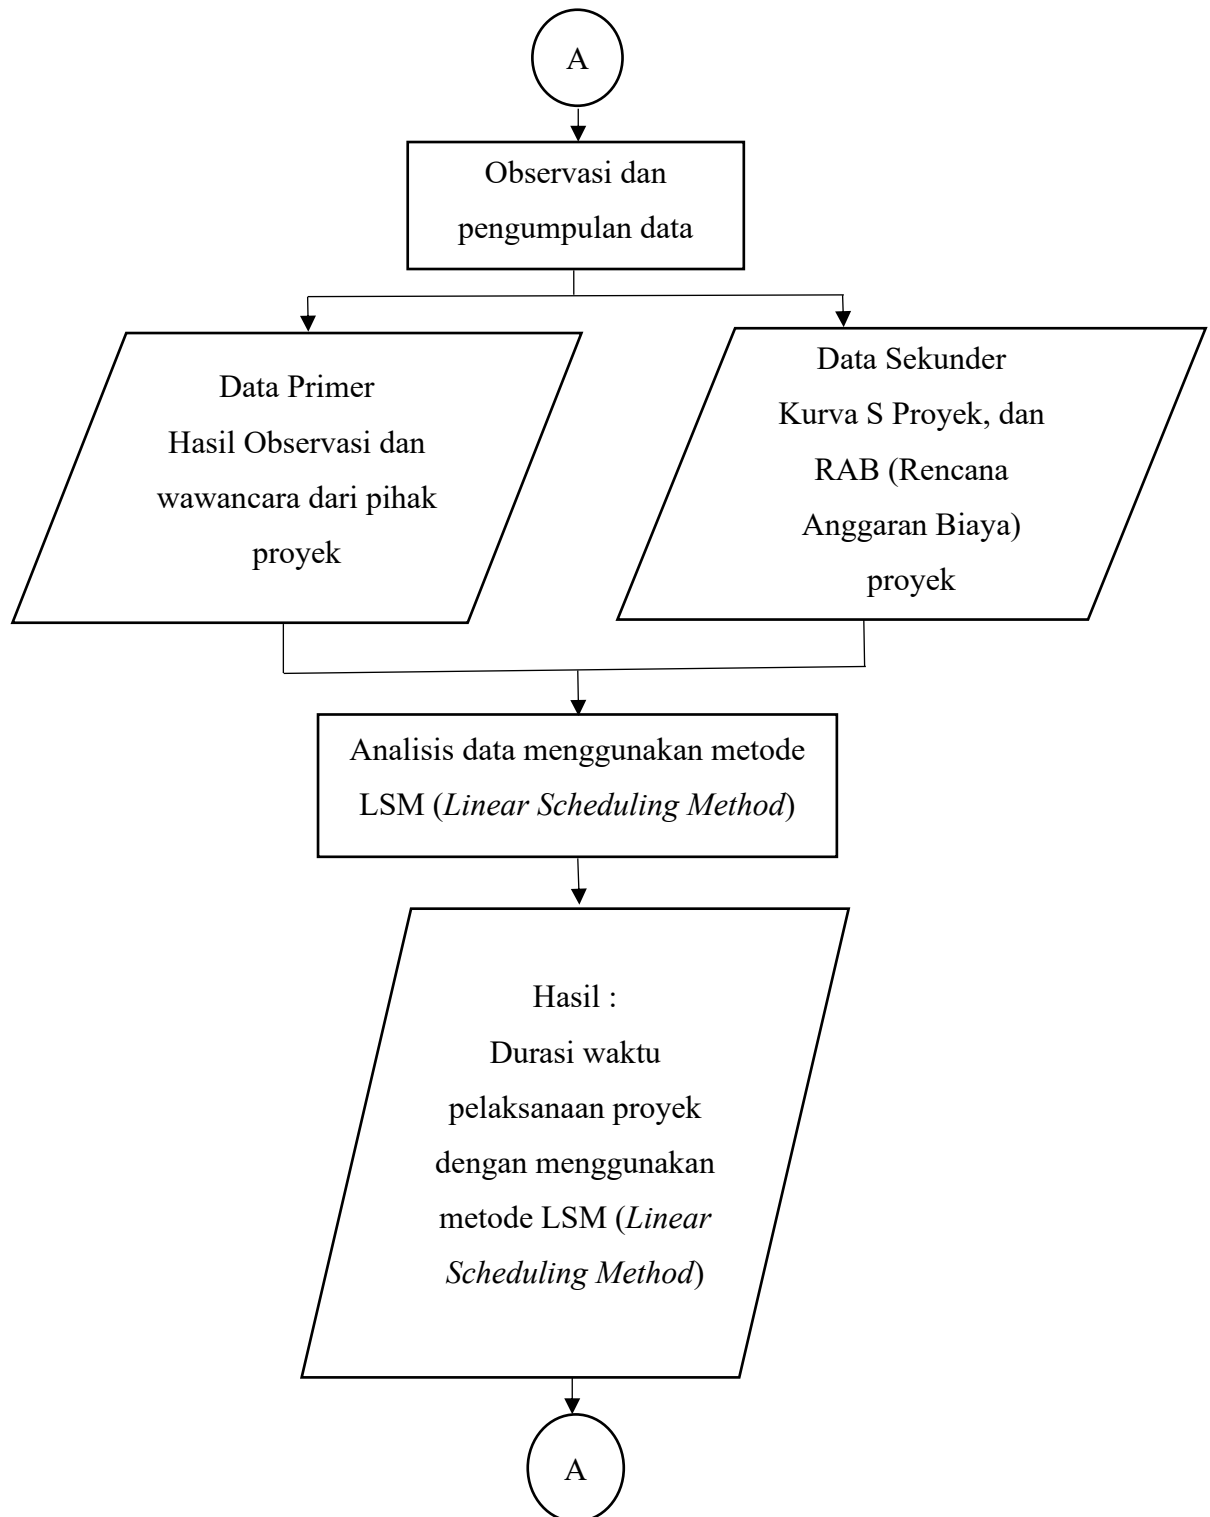 A
Observasi dan
pengumpulan data
Data Primer
Hasil Observasi dan
wawancara dari pihak
proyek
Data Sekunder
Kurva S Proyek, dan
RAB (Rencana
Anggaran Biaya)
proyek
Analisis data menggunakan metode
LSM (Linear Scheduling Method)
Hasil :
Durasi waktu
pelaksanaan proyek
dengan menggunakan
metode LSM (Linear
Scheduling Method)
A